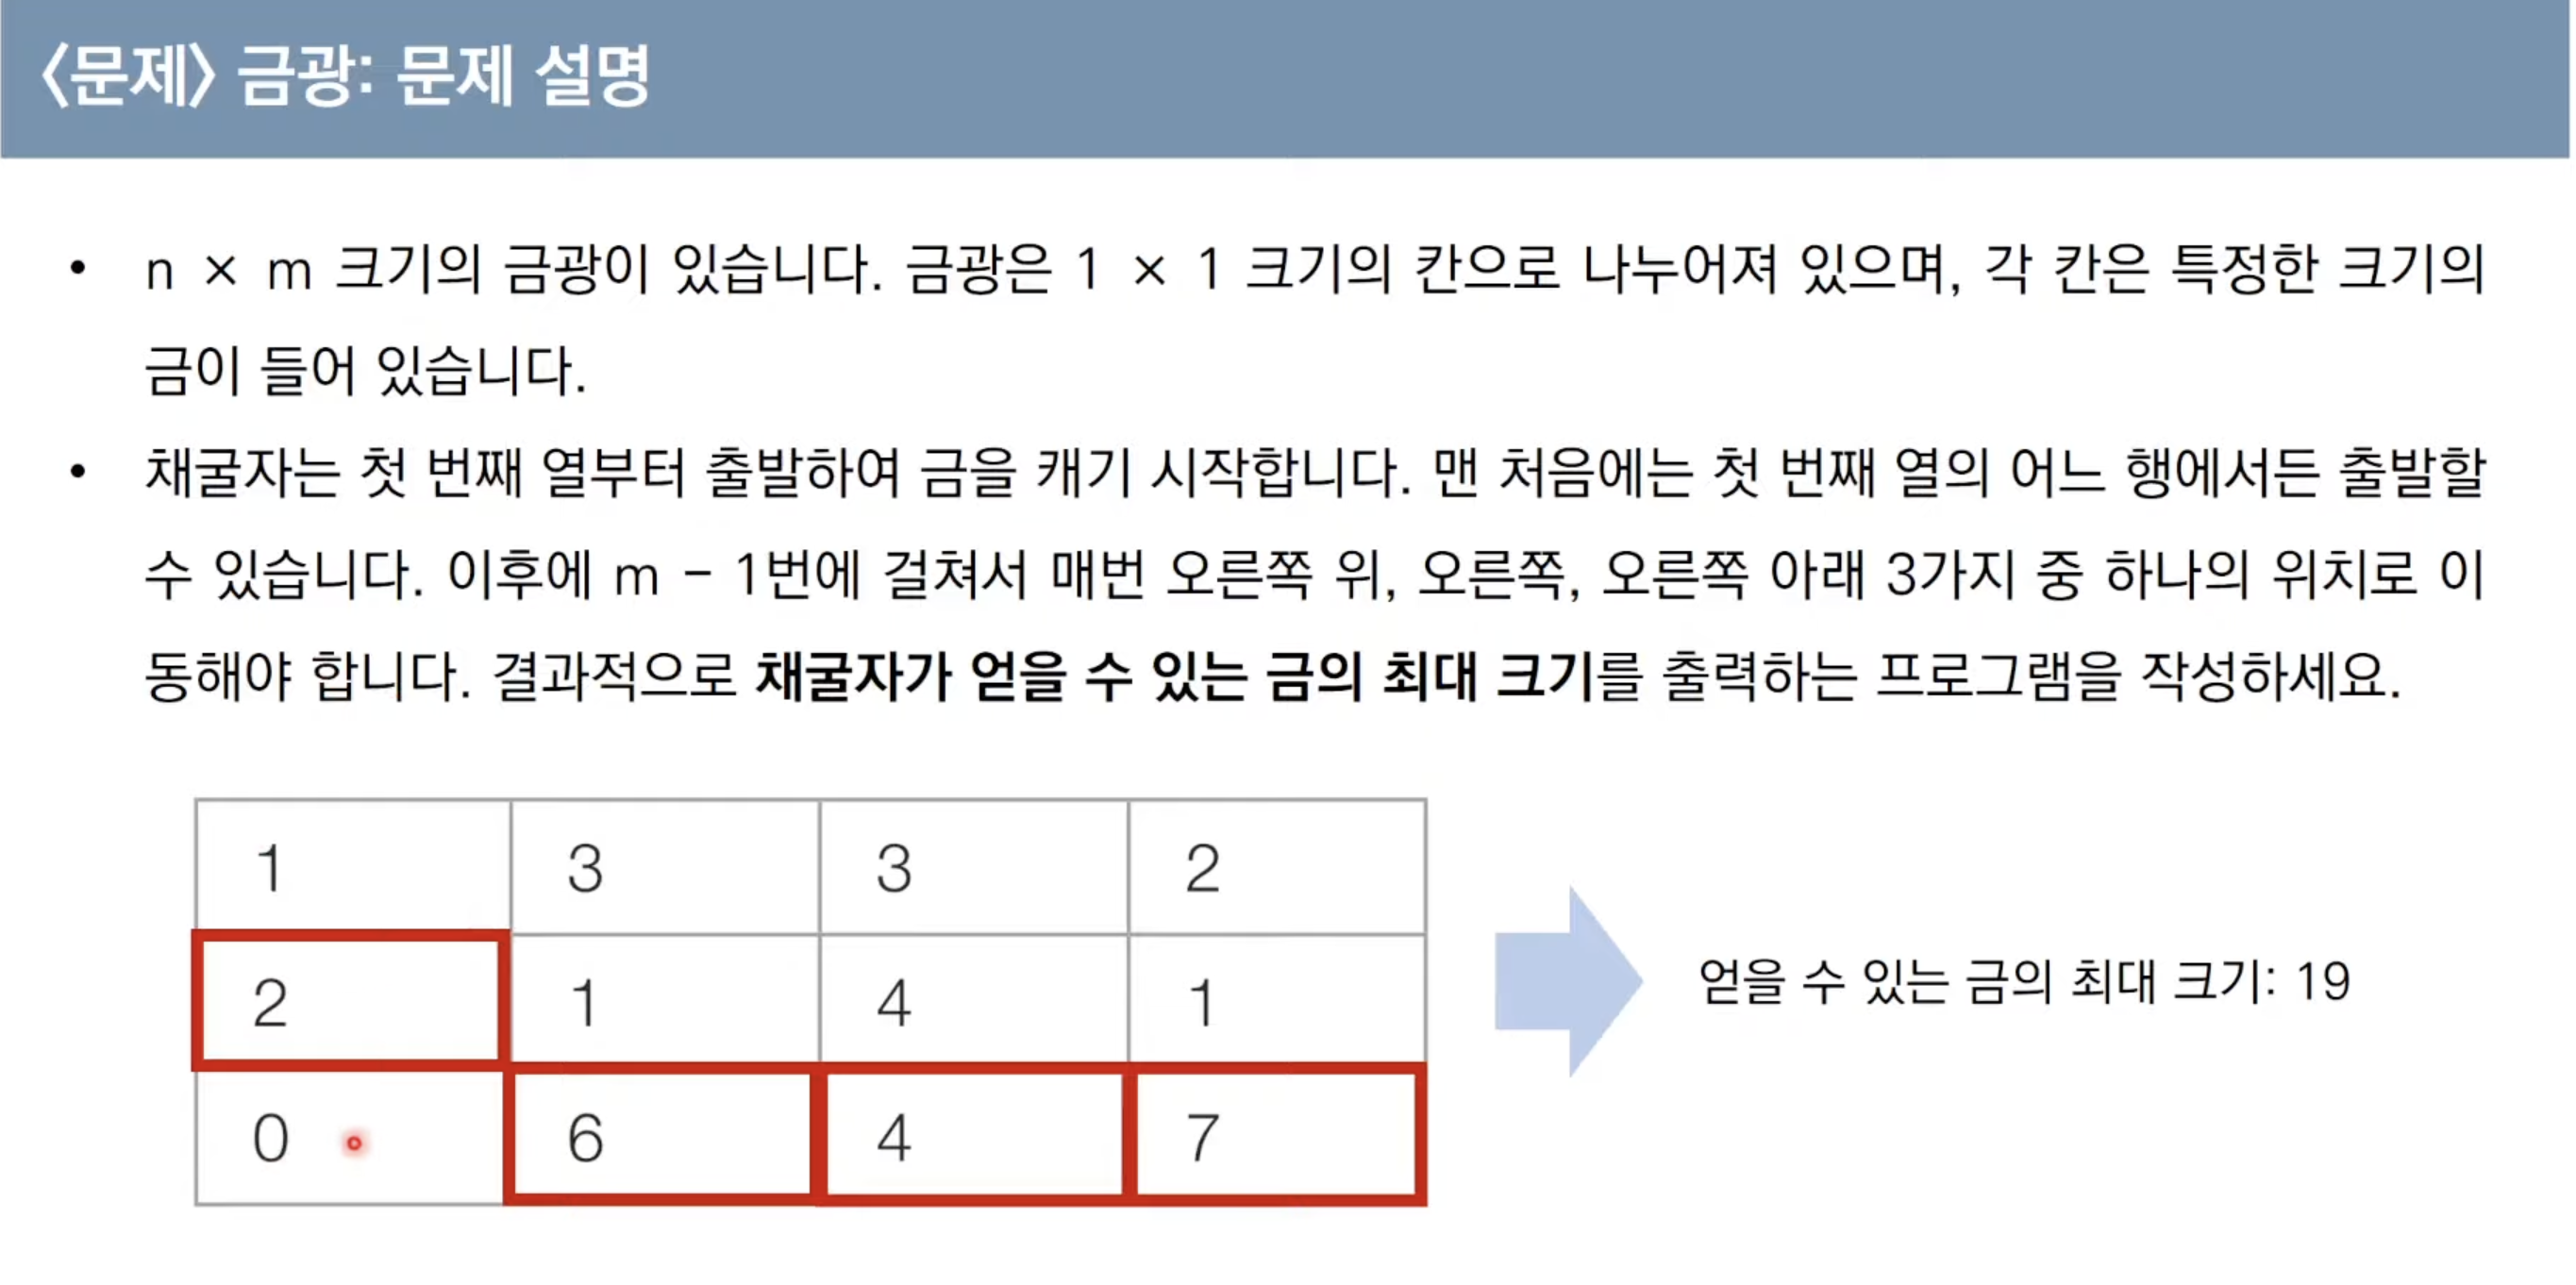 〈문제〉 금광: 문제 설명
• n × m 크기의 금광이 있습니다. 금광은 1 × 1 크기의 칸으로 나누어져 있으며, 각 칸은 특정한 크기의
금이 들어 있습니다.
• 채굴자는 첫 번째 열부터 출발하여 금을 캐기 시작합니다. 맨 처음에는 첫 번째 열의 어느 행에서든 출발할
수 있습니다. 이후에 m - 1번에 걸쳐서 매번 오른쪽 위, 오른쪽, 오른쪽 아래 3가지 중 하나의 위치로 이
동해야 합니다. 결과적으로 채굴자가 얻을 수 있는 금의 최대 크기를 출력하는 프로그램을 작성하세요.
1 3 3 2
2 1 4 1
0 6 4 7
얻을 수 있는 금의 최대 크기: 19